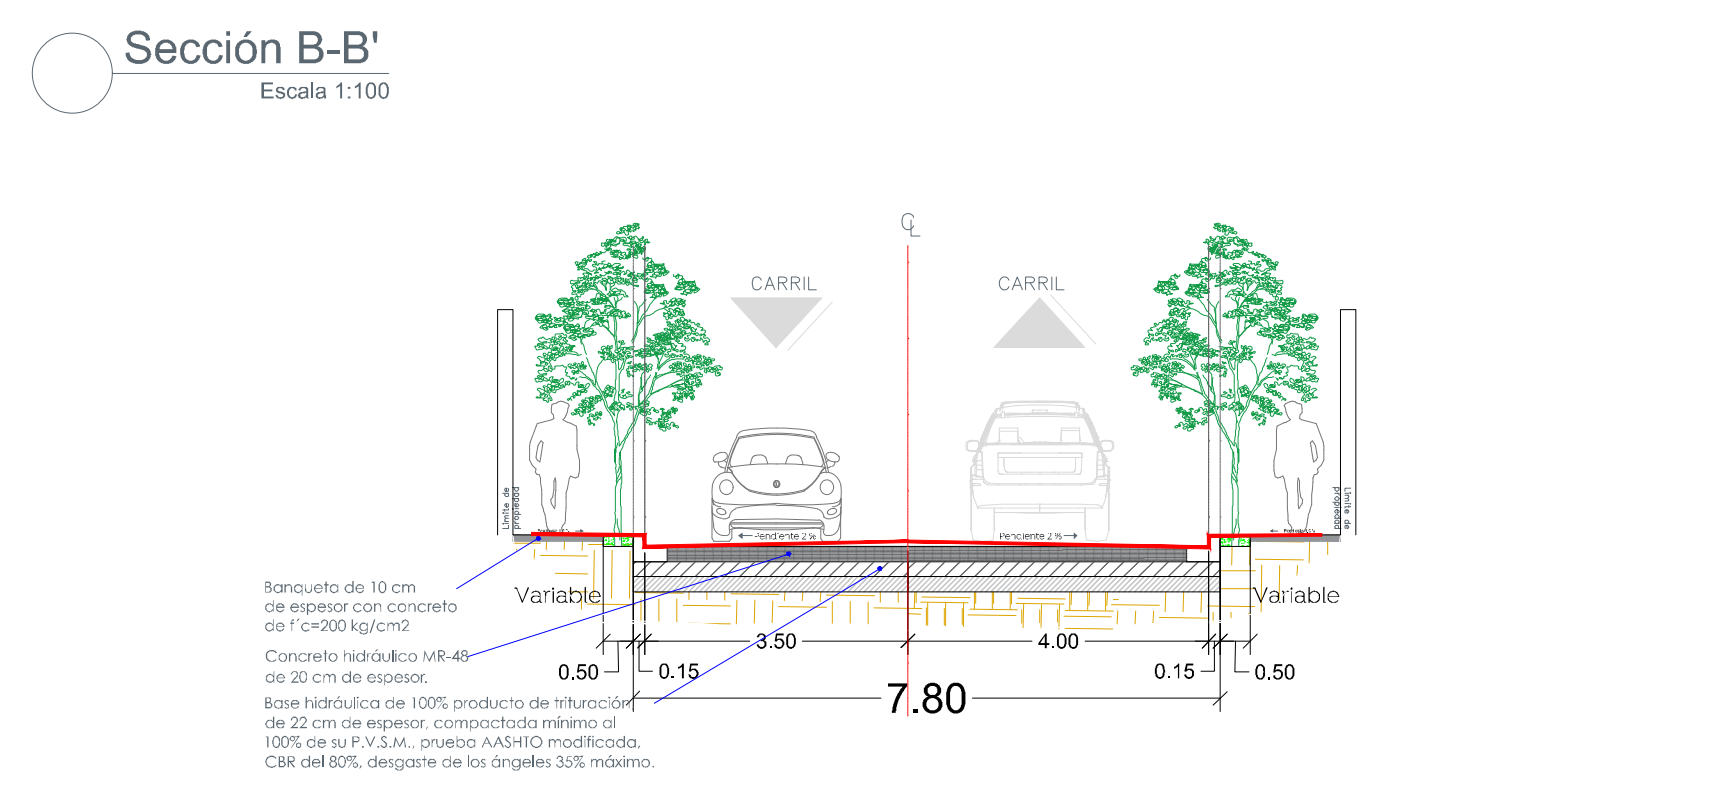 Sección B-B'
Escala 1:100
CL
CARRIL
CARRIL
Límite de
propiedad
Límite de
propiedad
Pendiente 2 %
Pendiente 2 %
Banqueta de 10 cm
de espesor con concreto
de f´c=200 kg/cm2
Variable
Variable
Concreto hidráulico MR-48
de 20 cm de espesor.
3.50
4.00
0.50
0.15
0.15
0.50
7.80
Base hidráulica de 100% producto de trituración
de 22 cm de espesor, compactada mínimo al
100% de su P.V.S.M., prueba AASHTO modificada,
CBR del 80%, desgaste de los ángeles 35% máximo.